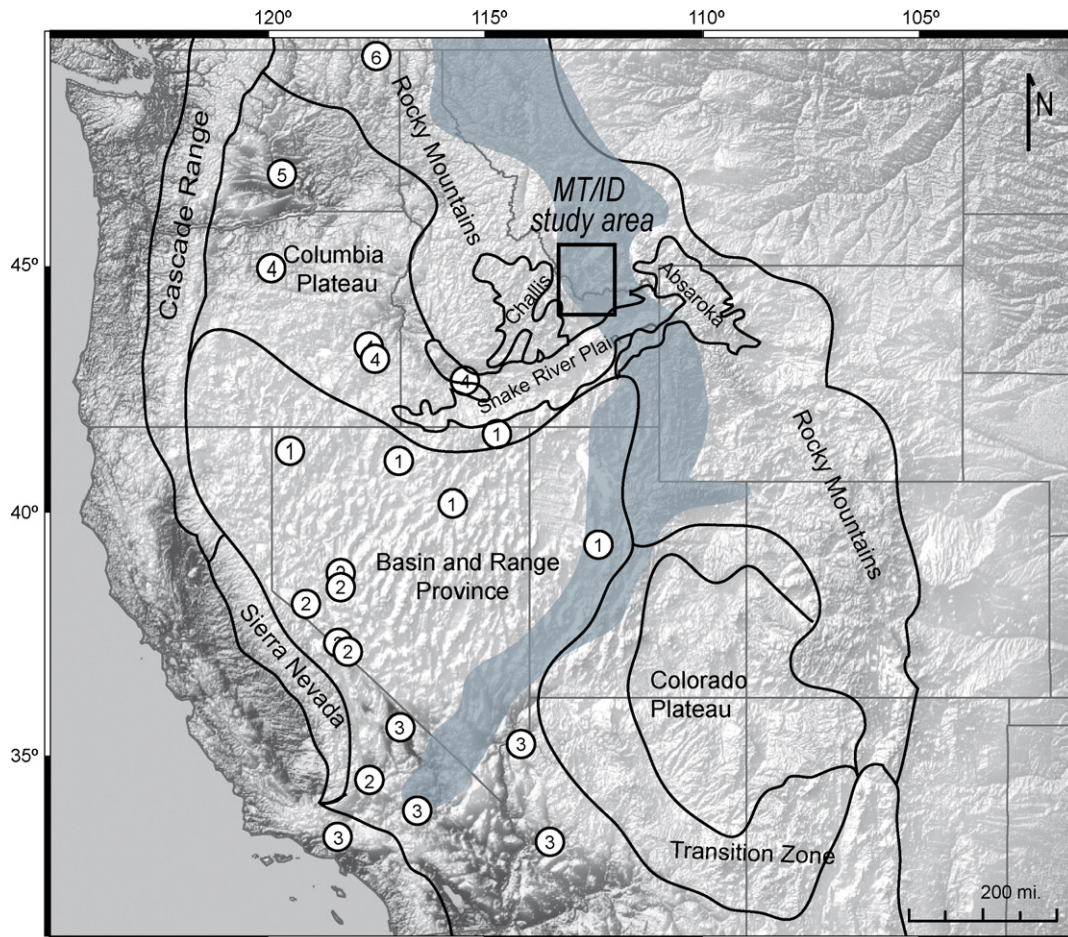 120º
115º
110º
105º
6
N
Rocky Mountains
Cascade Range
5
MT/ID
study area
45º
Columbia
Plateau
4
Challis
Absaroka
4
4
Snake River Plai
1
1
1
Rocky Mountains
1
40º
1
Basin and Range
Province
2
2
2
Sierra Nevada
Colorado
Plateau
3
3
35º
2
3
3
3
Transition Zone
200 mi.